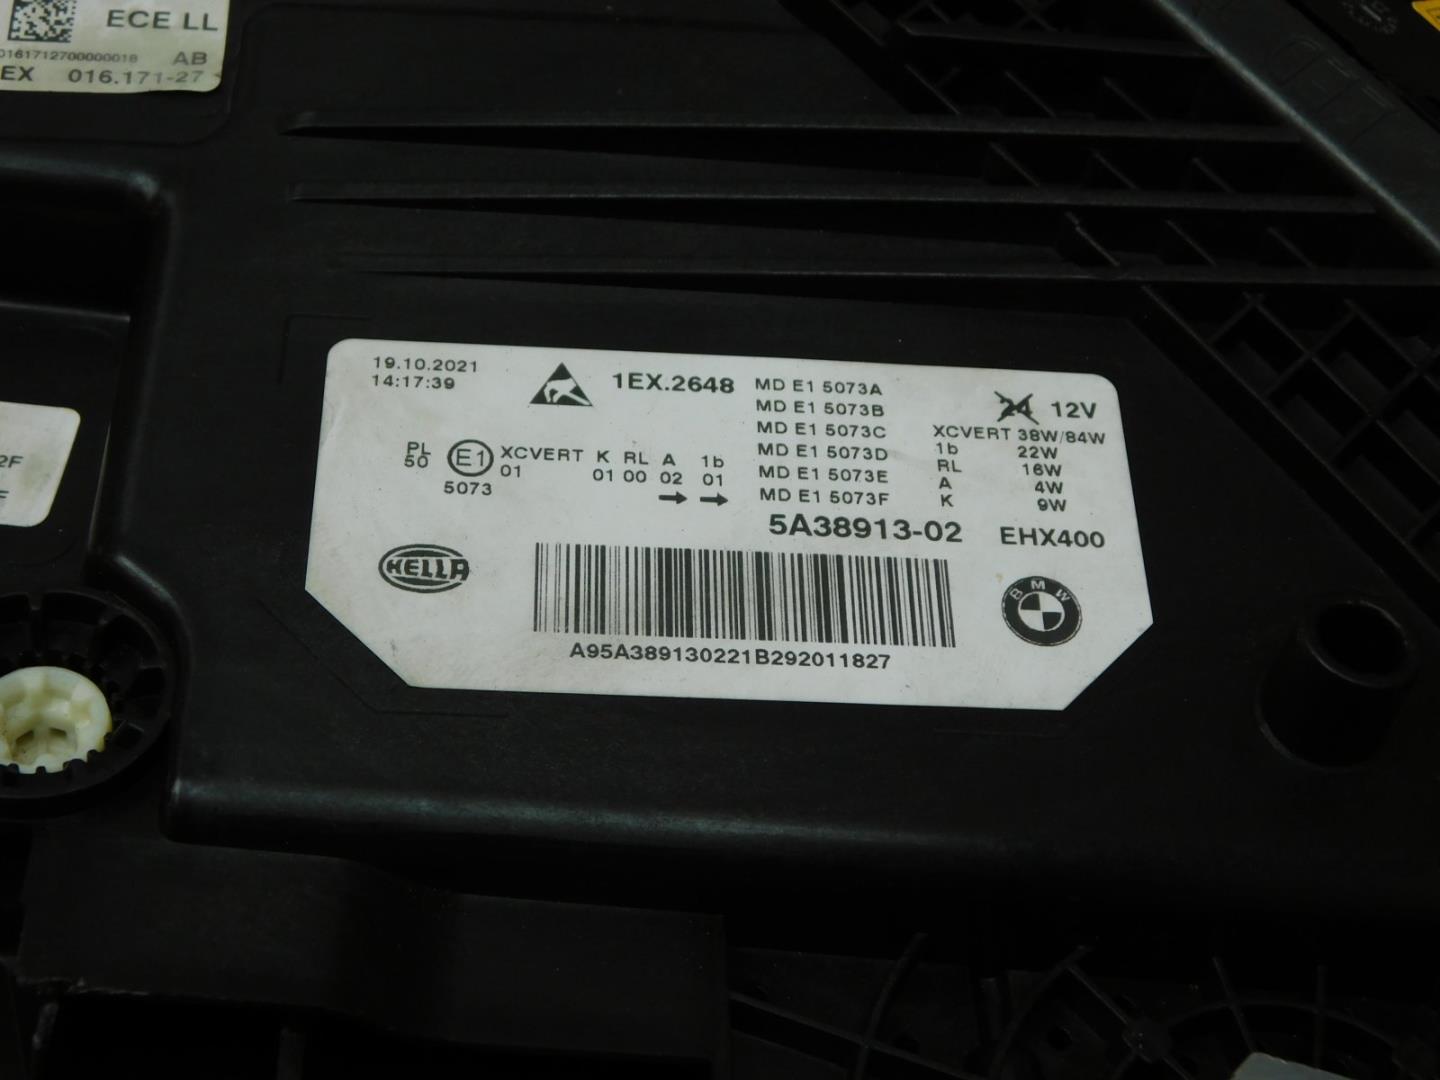 ECE LL
0161712700000018 AB
EX 016.171-27
2F
19.10.2021
14:17:39
1EX.2648
MD E1 5073A
MD E1 5073B
MD E1 5073C
MD E1 5073D
MD E1 5073E
MD E1 5073F
24 12V
XCVERT 38W/84W
1b 22W
RL 16W
A 4W
K 9W
PL
50
E1
5073
XCVERT K RL A 1b
01 01 00 02 01
→ →
5A38913-02 EHX400
HELLA
BMW
A95A389130221B292011827